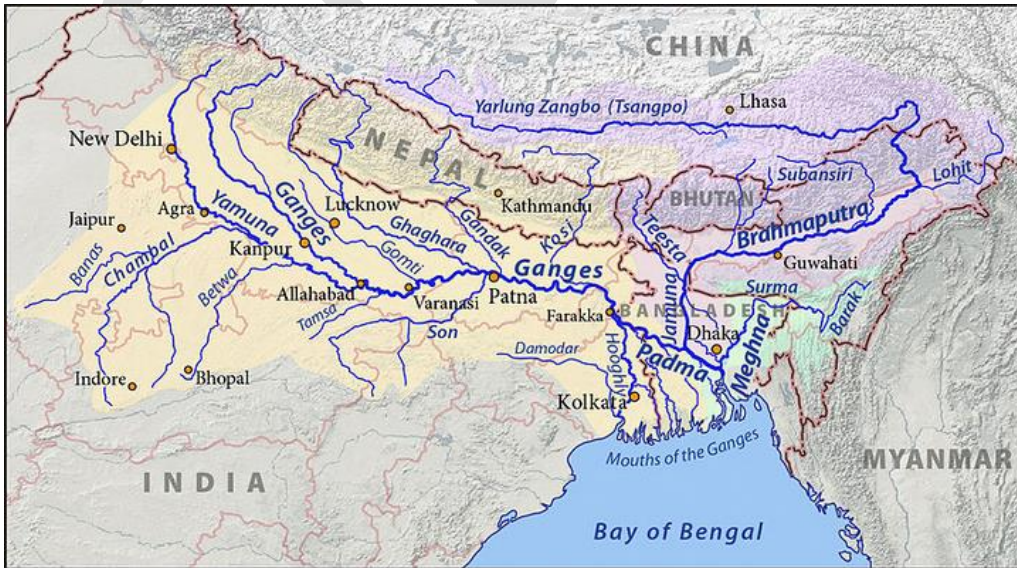 CHINA
Yarlung Zangbo (Tsangpo)
Lhasa
New Delhi
NEPAL
Subansiri
Lohit
BHUTAN
Kathmandu
Jaipur
Agra
Yamuna
Ganges
Lucknow
Ghaghara
Gandak
Kosi
Teesta
Brahmaputra
Banas
Chambal
Kanpur
Gomti
Ganges
Guwahati
Betwa
Allahabad
Varanasi
Patna
Surma
Tamsa
Son
Farakka
BANGLADESH
Jamuna
Barak
Damodar
Hooghly
Padma
Dhaka
Meghna
Indore
Bhopal
Kolkata
Mouths of the Ganges
INDIA
MYANMAR
Bay of Bengal